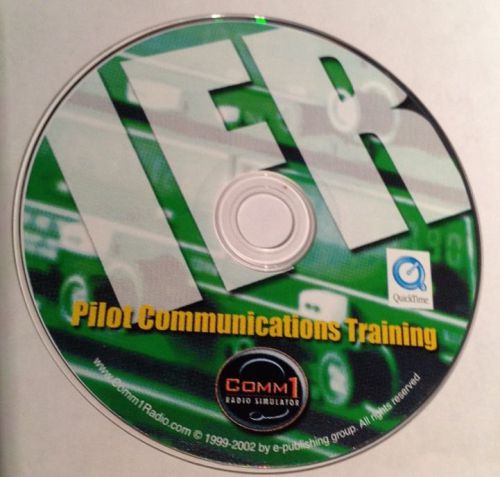 IFR
QuickTime
Pilot Communications Training
COMM1
RADIO SIMULATOR
www.Comm1Radio.com © 1999-2002 by e-publishing group. All rights reserved